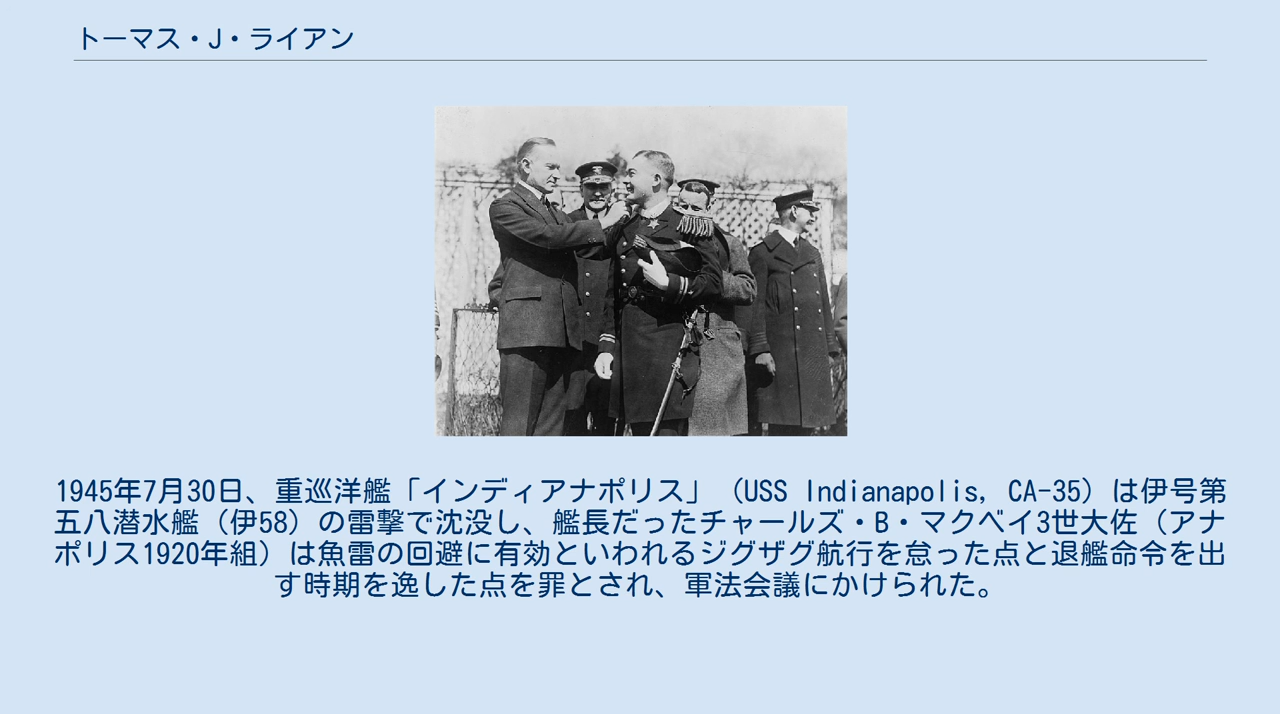 トーマス・J・ライアン
1945年7月30日、重巡洋艦「インディアナポリス」（USS Indianapolis, CA-35）は伊号第
五八潜水艦（伊58）の雷撃で沈没し、艦長だったチャールズ・B・マクベイ3世大佐（アナ
ポリス1920年組）は魚雷の回避に有効といわれるジグザグ航行を怠った点と退艦命令を出
す時期を逸した点を罪とされ、軍法会議にかけられた。